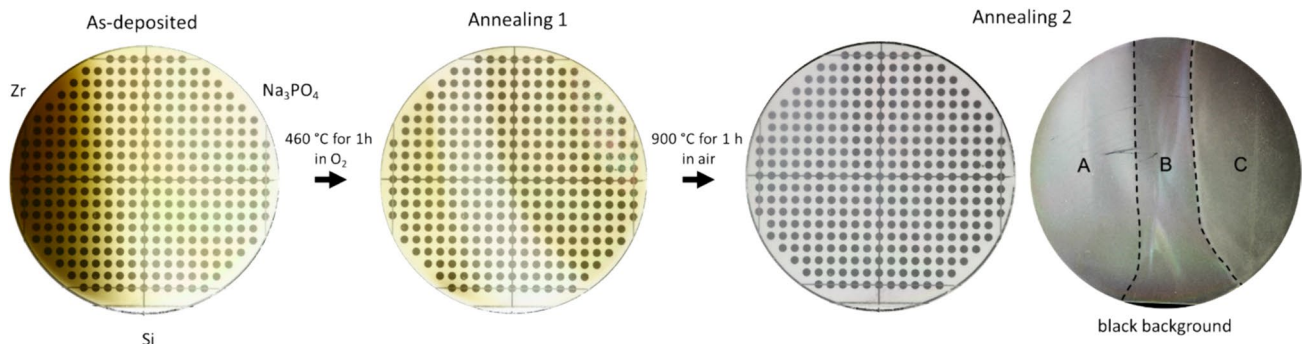 As-deposited
Annealing 1
Annealing 2
Zr
Na₃PO₄
460 °C for 1h
in O₂
900 °C for 1 h
in air
A
B
C
Si
black background